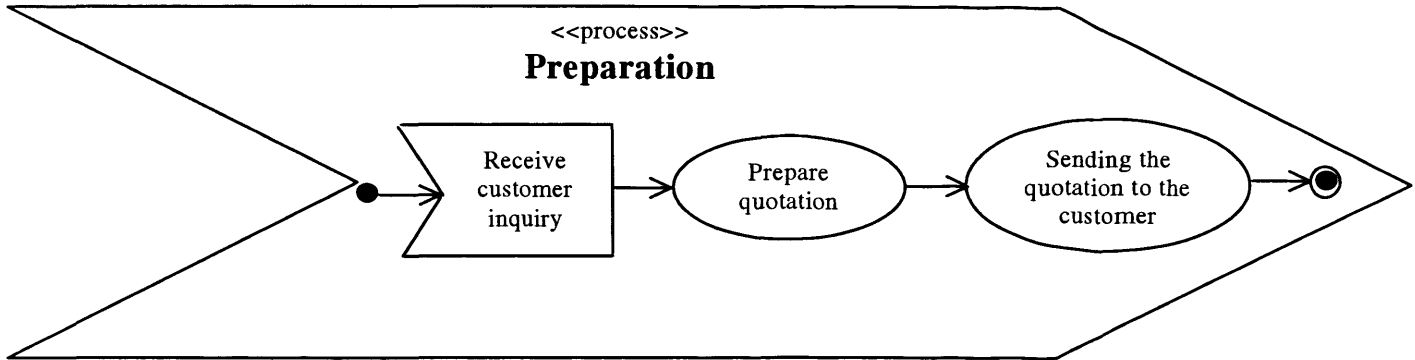 <<process>>
Preparation
Receive
customer
inquiry
Prepare
quotation
Sending the
quotation to the
customer